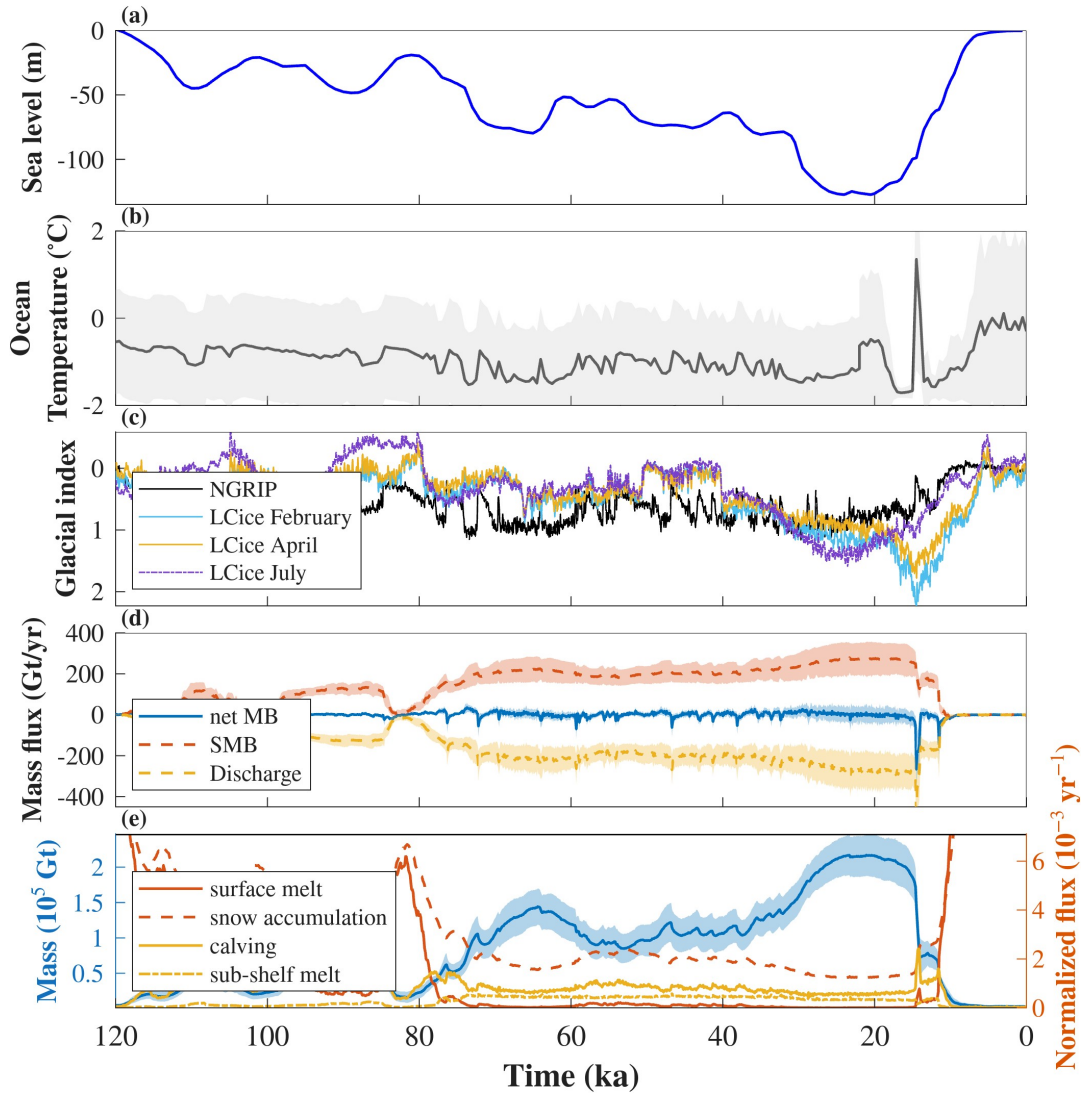 (a)
0
-50
-100
Sea level (m)
(b)
2
0
-2
Ocean
Temperature (°C)
(c)
0
1
2
Glacial index
NGRIP
LCice February
LCice April
LCice July
(d)
400
200
0
-200
-400
Mass flux (Gt/yr)
net MB
SMB
Discharge
(e)
2
1.5
1
0.5
Mass (10⁵ Gt)
surface melt
snow accumulation
calving
sub-shelf melt
6
4
2
0
Normalized flux (10⁻³ yr⁻¹)
120 100 80 60 40 20 0
Time (ka)